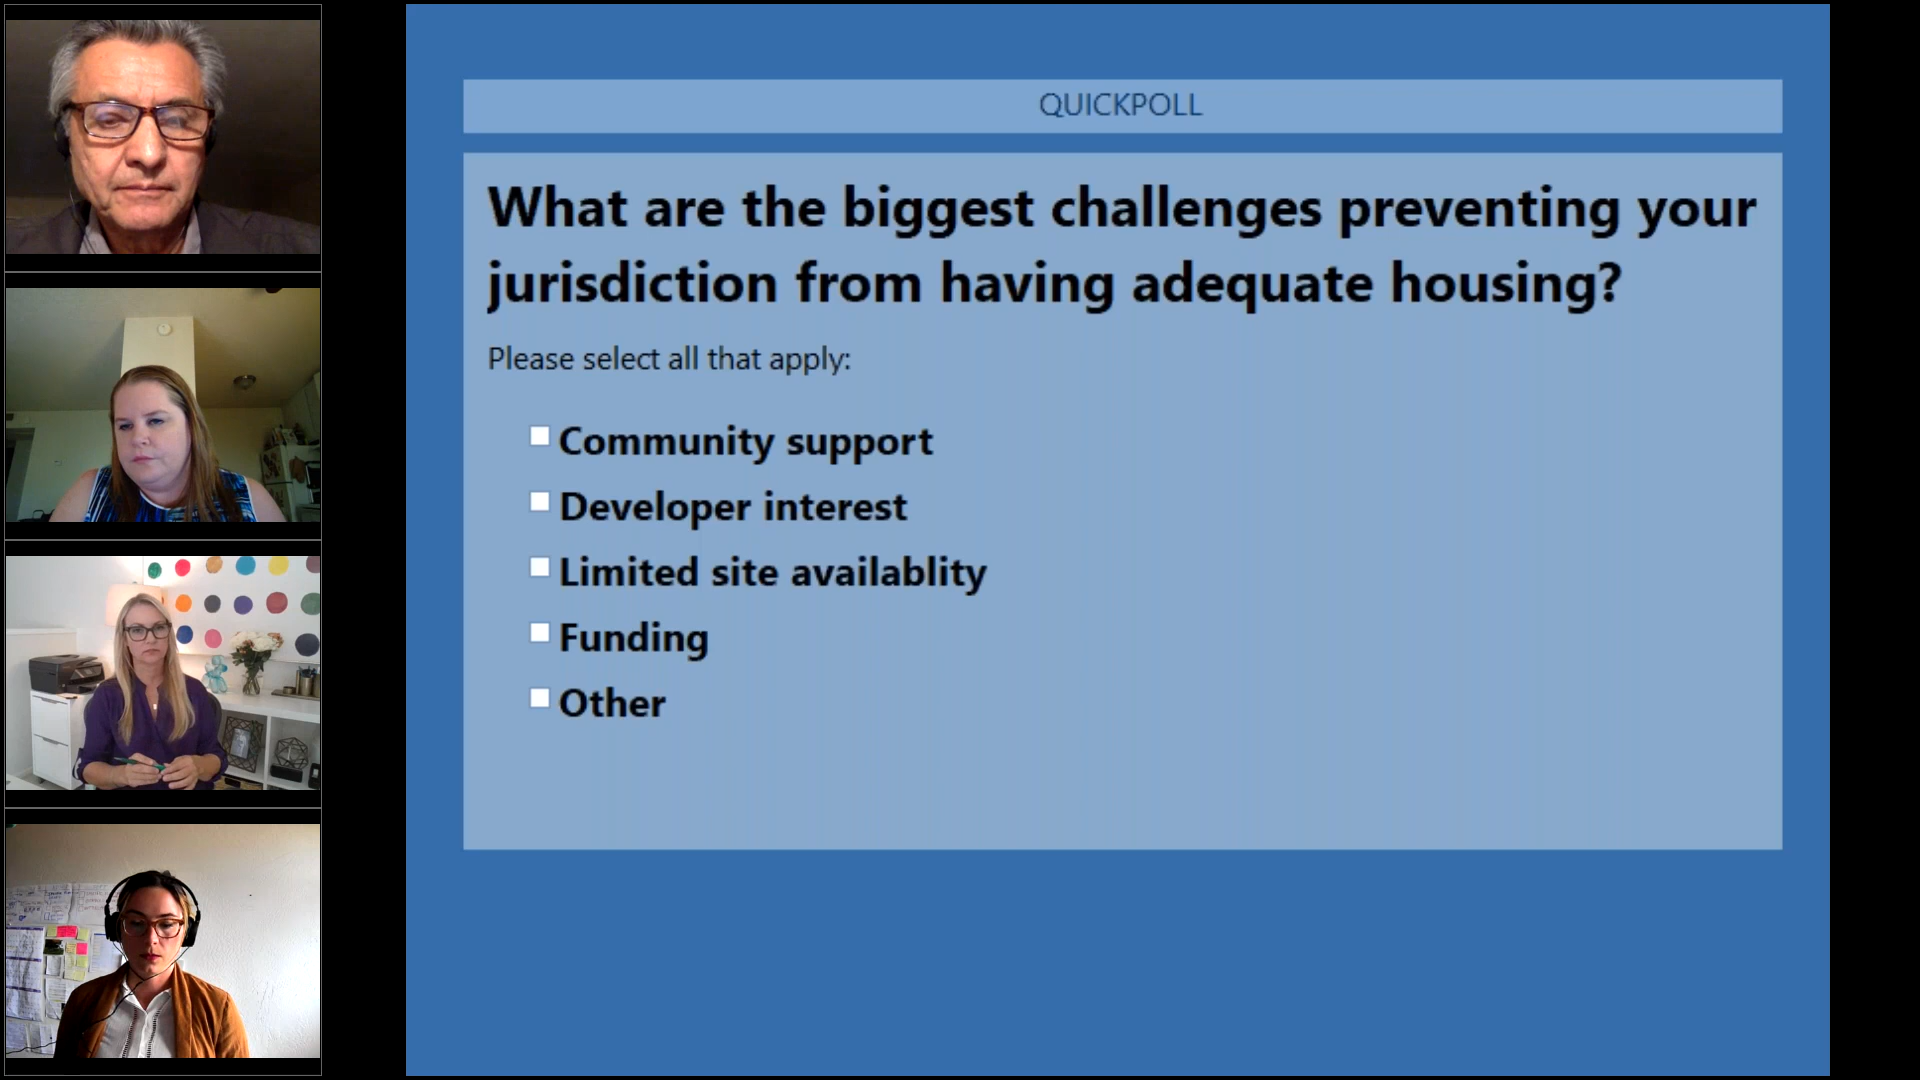 QUICKPOLL
What are the biggest challenges preventing your
jurisdiction from having adequate housing?
Please select all that apply:
Community support
Developer interest
Limited site availablity
Funding
Other